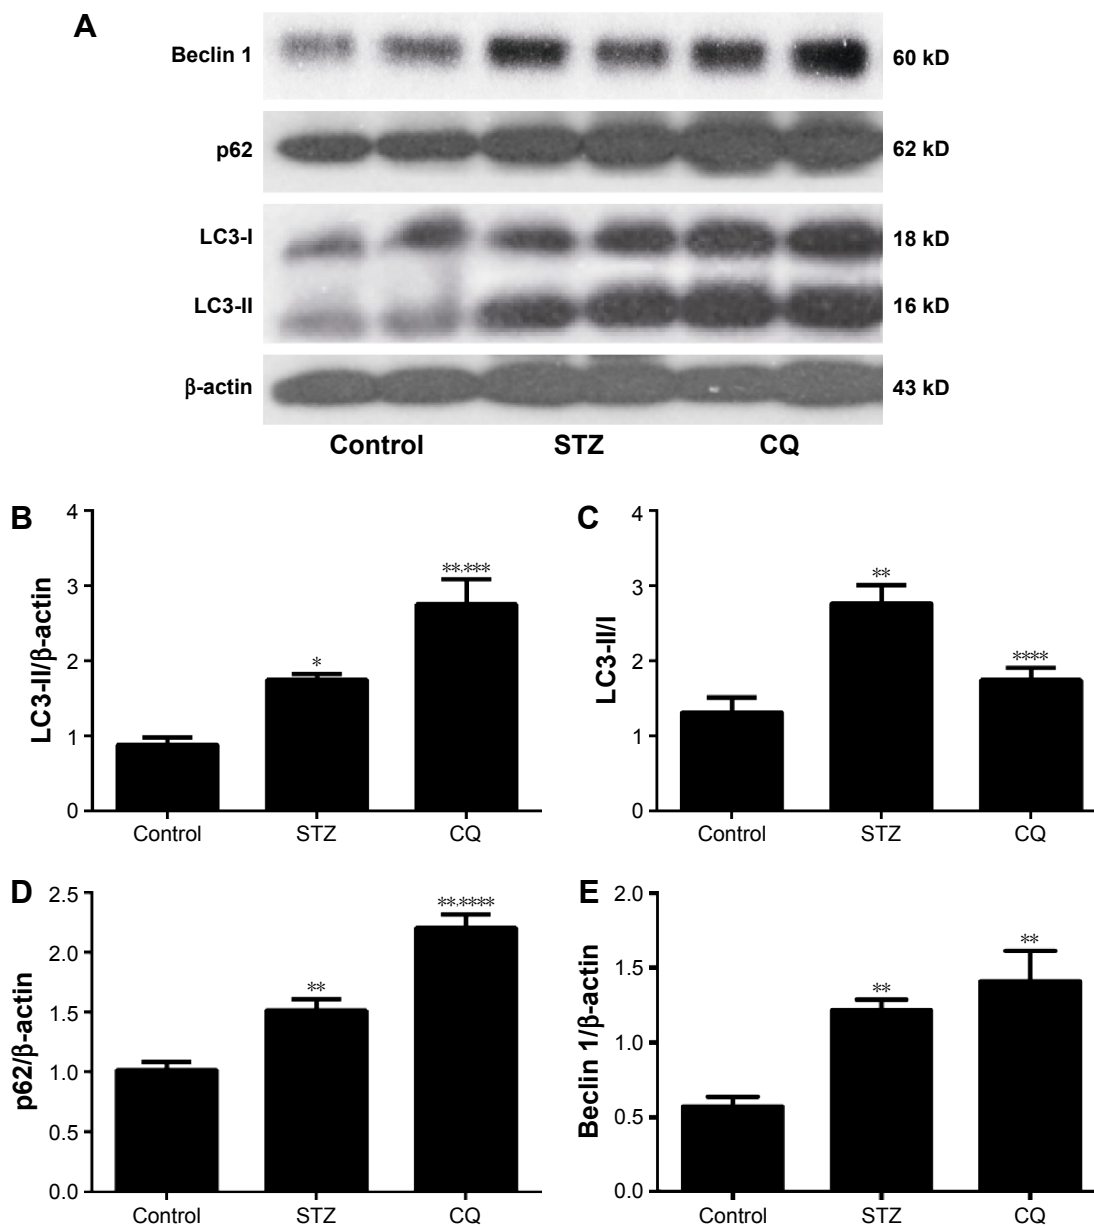 A
Beclin 1 60 kD
p62 62 kD
LC3-I 18 kD
LC3-II 16 kD
β-actin 43 kD
Control STZ CQ
B
LC3-II/β-actin
4
3
2
1
0
*
**,***
Control STZ CQ
C
LC3-II/I
4
3
2
1
0
**
****
Control STZ CQ
D
p62/β-actin
2.5
2.0
1.5
1.0
0.5
0.0
**
**,****
Control STZ CQ
E
Beclin 1/β-actin
2.0
1.5
1.0
0.5
0.0
**
**
Control STZ CQ